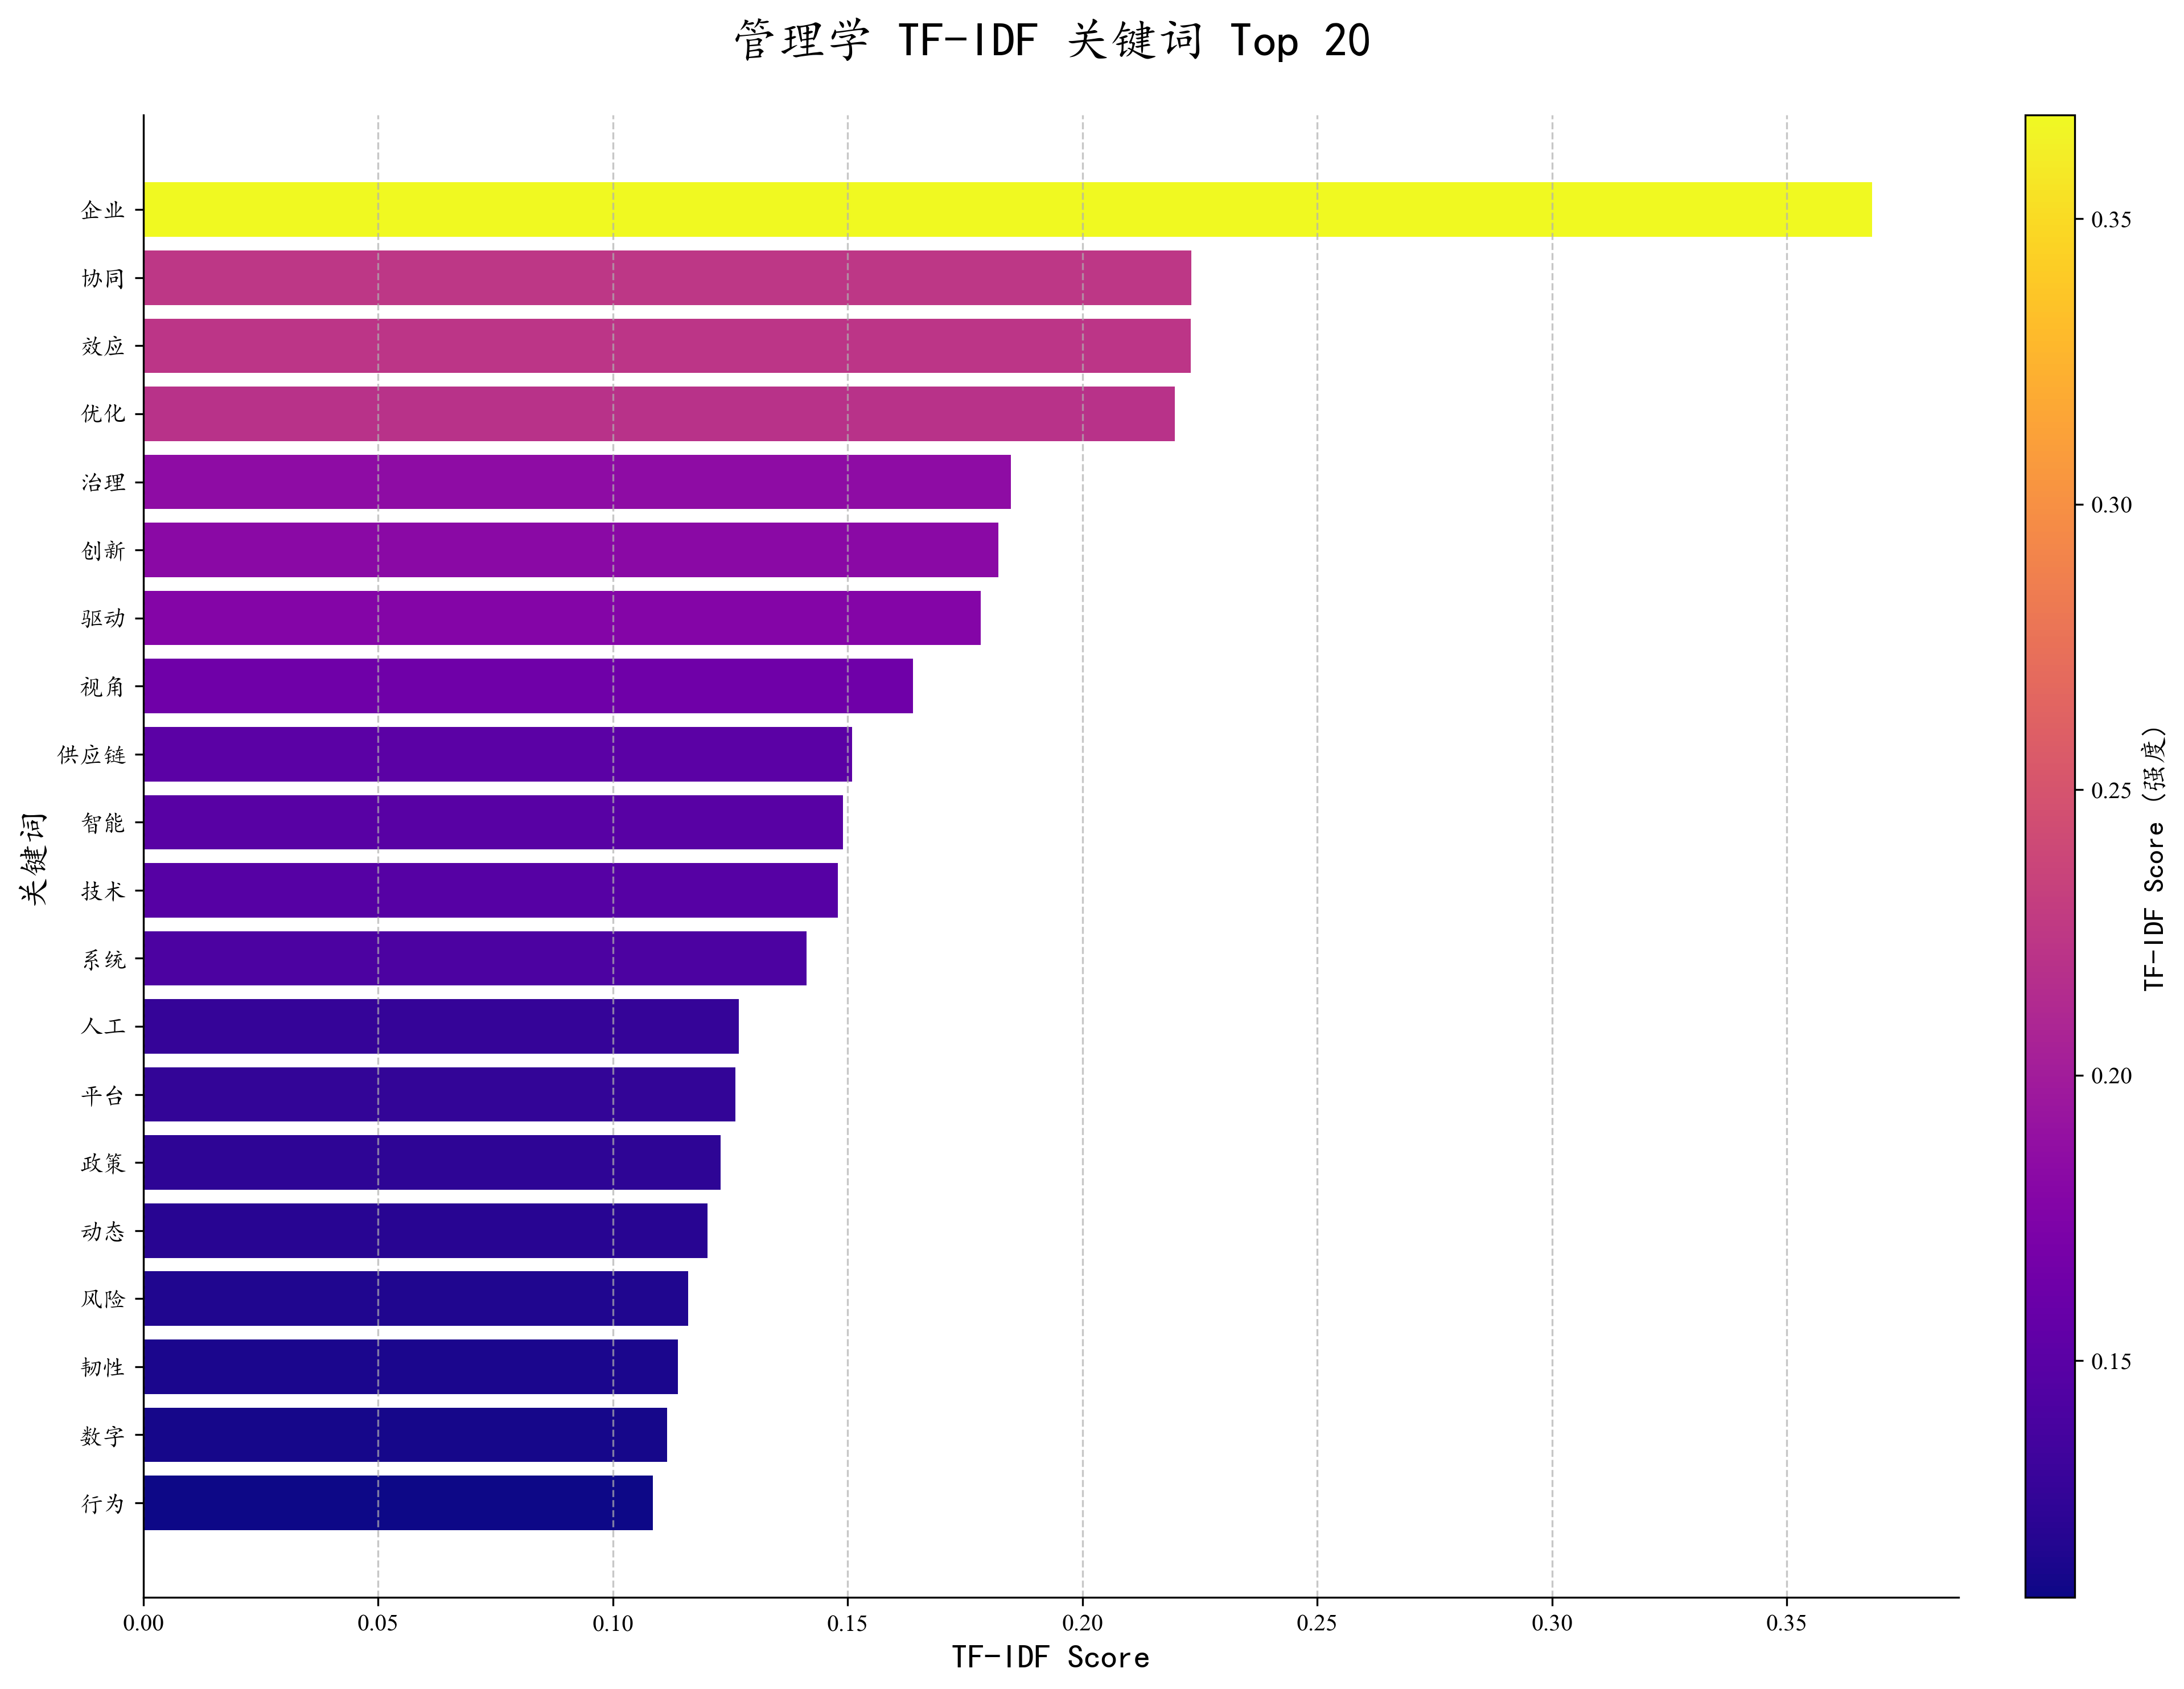 管理学 TF-IDF 关键词 Top 20
关键词
企业
协同
效应
优化
治理
创新
驱动
视角
供应链
智能
技术
系统
人工
平台
政策
动态
风险
韧性
数字
行为
0.00 0.05 0.10 0.15 0.20 0.25 0.30 0.35
TF-IDF Score
0.35
0.30
0.25
0.20
0.15
TF-IDF Score (强度)